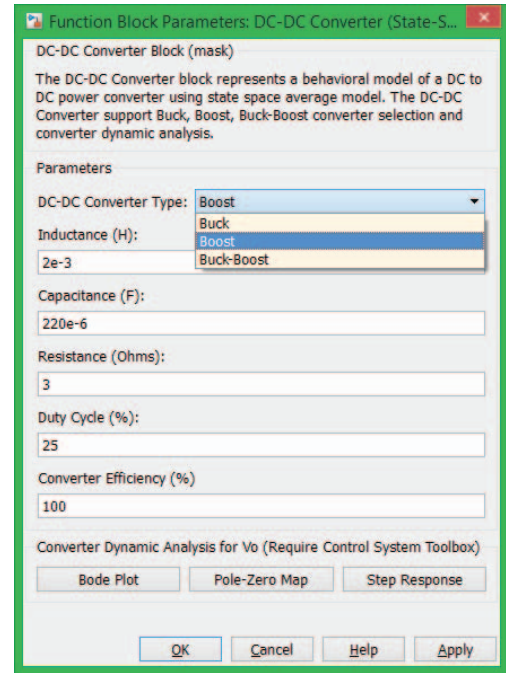 Function Block Parameters: DC-DC Converter (State-S...
DC-DC Converter Block (mask)
The DC-DC Converter block represents a behavioral model of a DC to
DC power converter using state space average model. The DC-DC
Converter support Buck, Boost, Buck-Boost converter selection and
converter dynamic analysis.
Parameters
DC-DC Converter Type: Boost
Buck
Boost
Buck-Boost
Inductance (H):
2e-3
Capacitance (F):
220e-6
Resistance (Ohms):
3
Duty Cycle (%):
25
Converter Efficiency (%)
100
Converter Dynamic Analysis for Vo (Require Control System Toolbox)
Bode Plot Pole-Zero Map Step Response
OK Cancel Help Apply